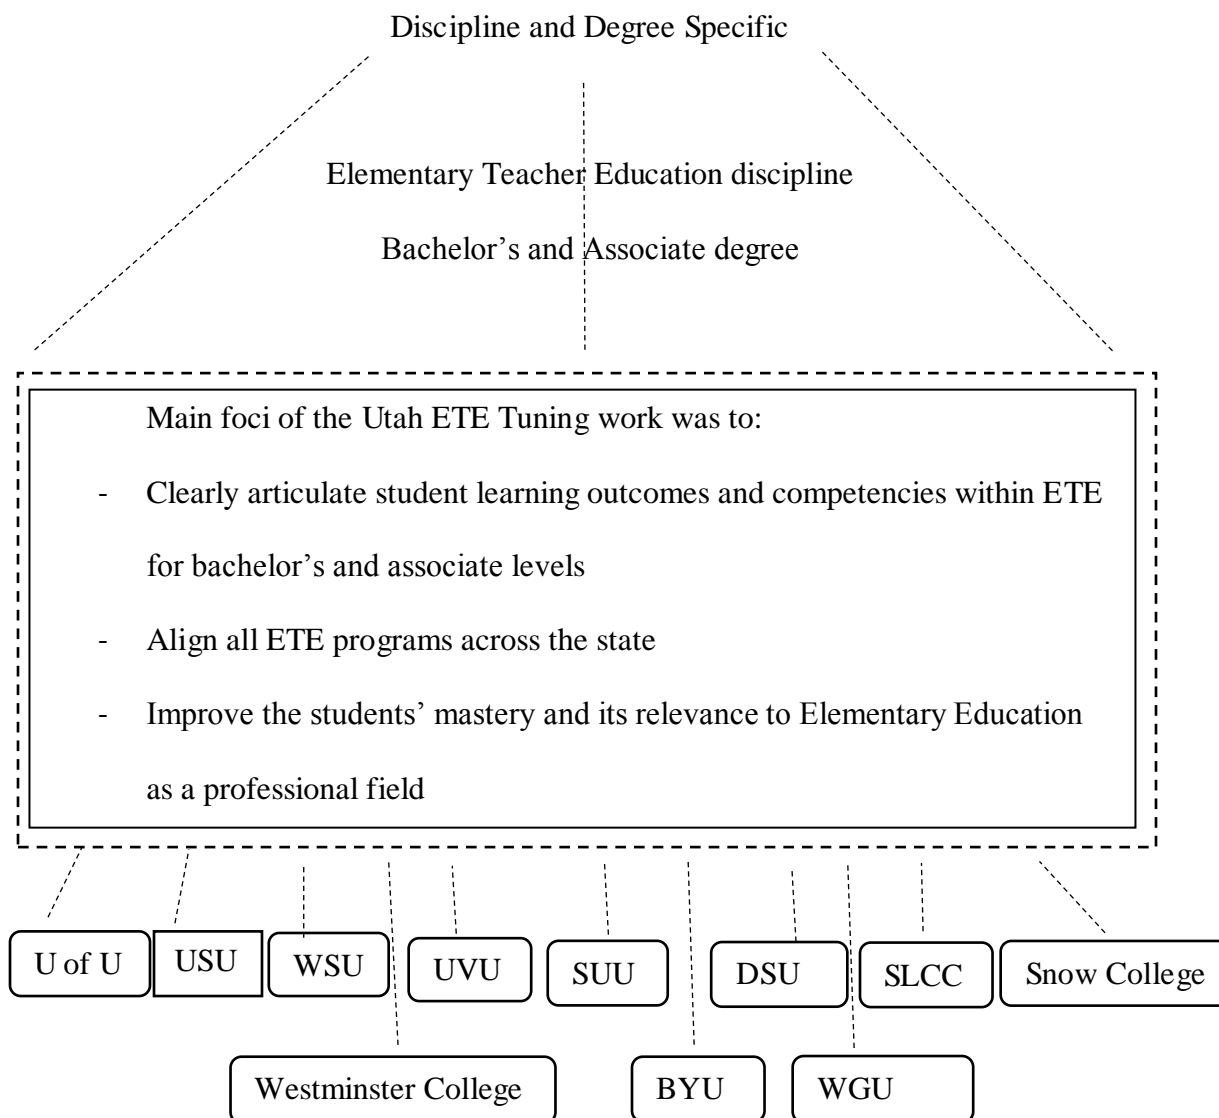 Discipline and Degree Specific
Elementary Teacher Education discipline
Bachelor’s and Associate degree
Main foci of the Utah ETE Tuning work was to:
- Clearly articulate student learning outcomes and competencies within ETE
for bachelor’s and associate levels
- Align all ETE programs across the state
- Improve the students’ mastery and its relevance to Elementary Education
as a professional field
U of U
USU
WSU
UVU
SUU
DSU
SLCC
Snow College
Westminster College
BYU
WGU